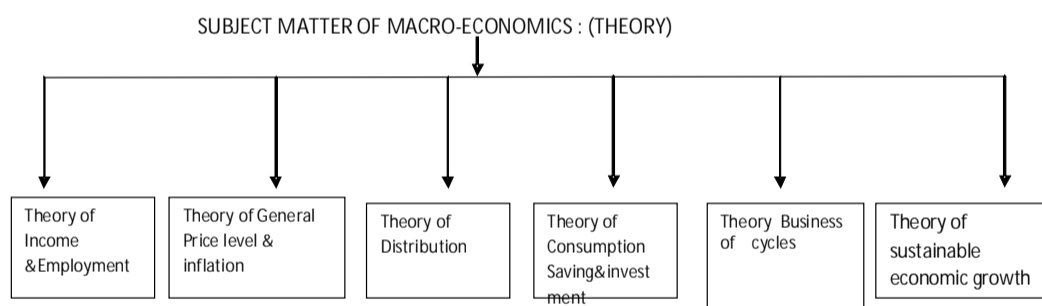 SUBJECT MATTER OF MACRO-ECONOMICS : (THEORY)
Theory of
Income
&Employment
Theory of General
Price level &
inflation
Theory of
Distribution
Theory of
Consumption
Saving&invest
ment
Theory Business
of cycles
Theory of
sustainable
economic growth